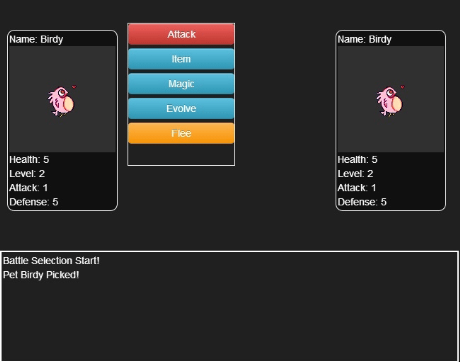 Name: Birdy
Health: 5
Level: 2
Attack: 1
Defense: 5
Attack
Item
Magic
Evolve
Flee
Name: Birdy
Health: 5
Level: 2
Attack: 1
Defense: 5
Battle Selection Start!
Pet Birdy Picked!